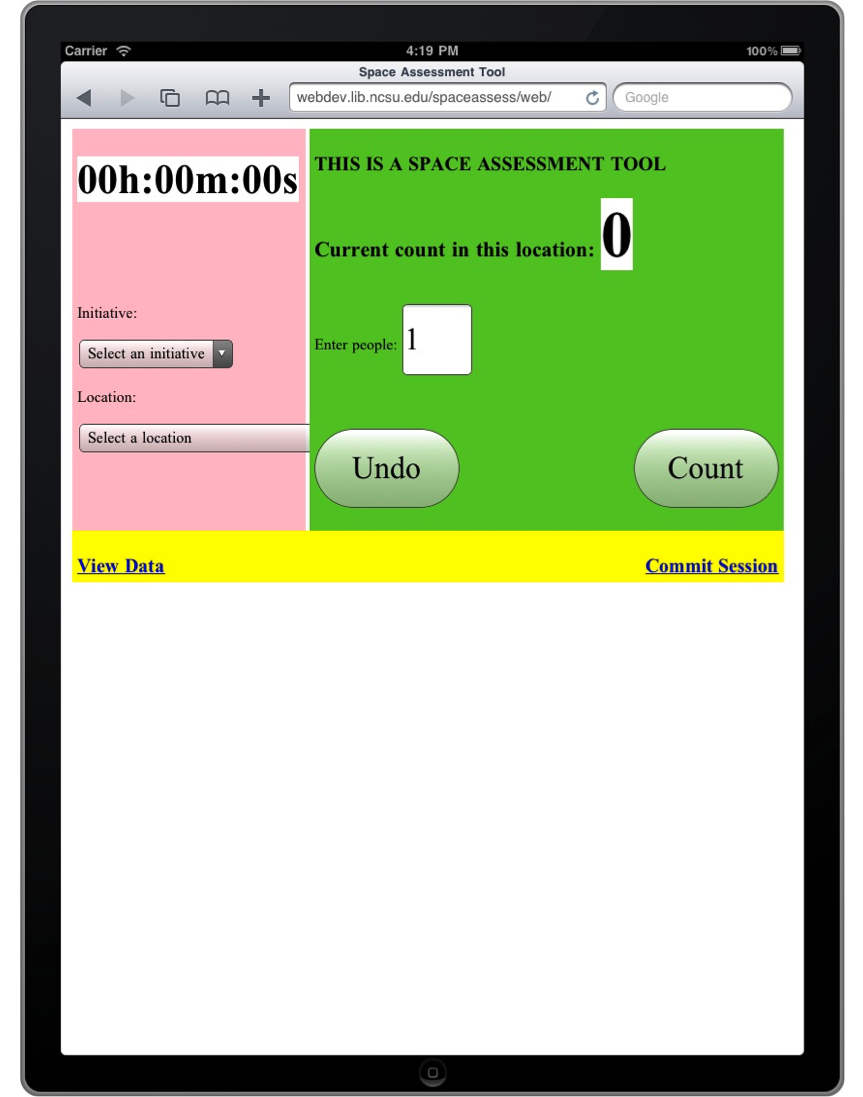 Carrier 4:19 PM 100%
Space Assessment Tool
webdev.lib.ncsu.edu/spaceassess/web/ Google
00h:00m:00s
Initiative:
Select an initiative
Location:
Select a location
THIS IS A SPACE ASSESSMENT TOOL
Current count in this location: 0
Enter people: 1
Undo Count
View Data Commit Session